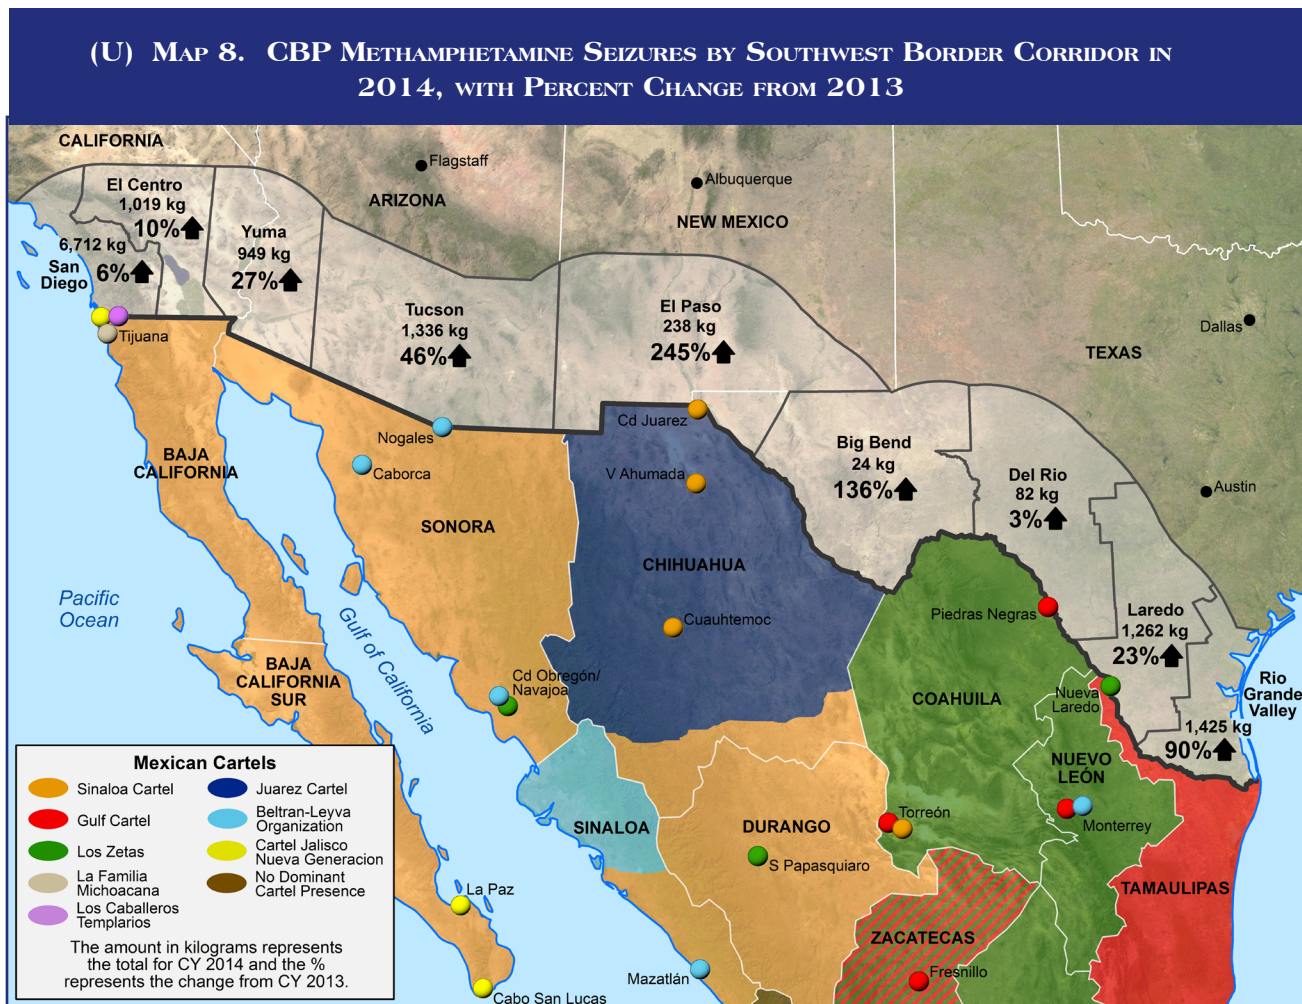 (U) Map 8. CBP Methamphetamine Seizures by Southwest Border Corridor in
2014, with Percent Change from 2013
CALIFORNIA
Flagstaff
ARIZONA
Albuquerque
NEW MEXICO
El Centro
1,019 kg
10%
6,712 kg
6%
San
Diego
Yuma
949 kg
27%
Tucson
1,336 kg
46%
El Paso
238 kg
245%
Dallas
TEXAS
Tijuana
Nogales
Caborca
Cd Juarez
V Ahumada
Big Bend
24 kg
136%
Del Rio
82 kg
3%
Austin
BAJA
CALIFORNIA
SONORA
CHIHUAHUA
Cuauhtemoc
Pacific
Ocean
Gulf of California
Piedras Negras
Laredo
1,262 kg
23%
BAJA
CALIFORNIA
SUR
Cd Obregón/
Navajoa
COAHUILA
Nueva
Laredo
Rio
Grande
Valley
1,425 kg
90%
NUEVO
LEÓN
Monterrey
SINALOA
DURANGO
Torreón
S Papasquiaro
TAMAULIPAS
ZACATECAS
Fresnillo
La Paz
Mazatlán
Cabo San Lucas
Mexican Cartels
Sinaloa Cartel
Gulf Cartel
Los Zetas
La Familia
Michoacana
Los Caballeros
Templarios
Juarez Cartel
Beltran-Leyva
Organization
Cartel Jalisco
Nueva Generacion
No Dominant
Cartel Presence
The amount in kilograms represents
the total for CY 2014 and the %
represents the change from CY 2013.